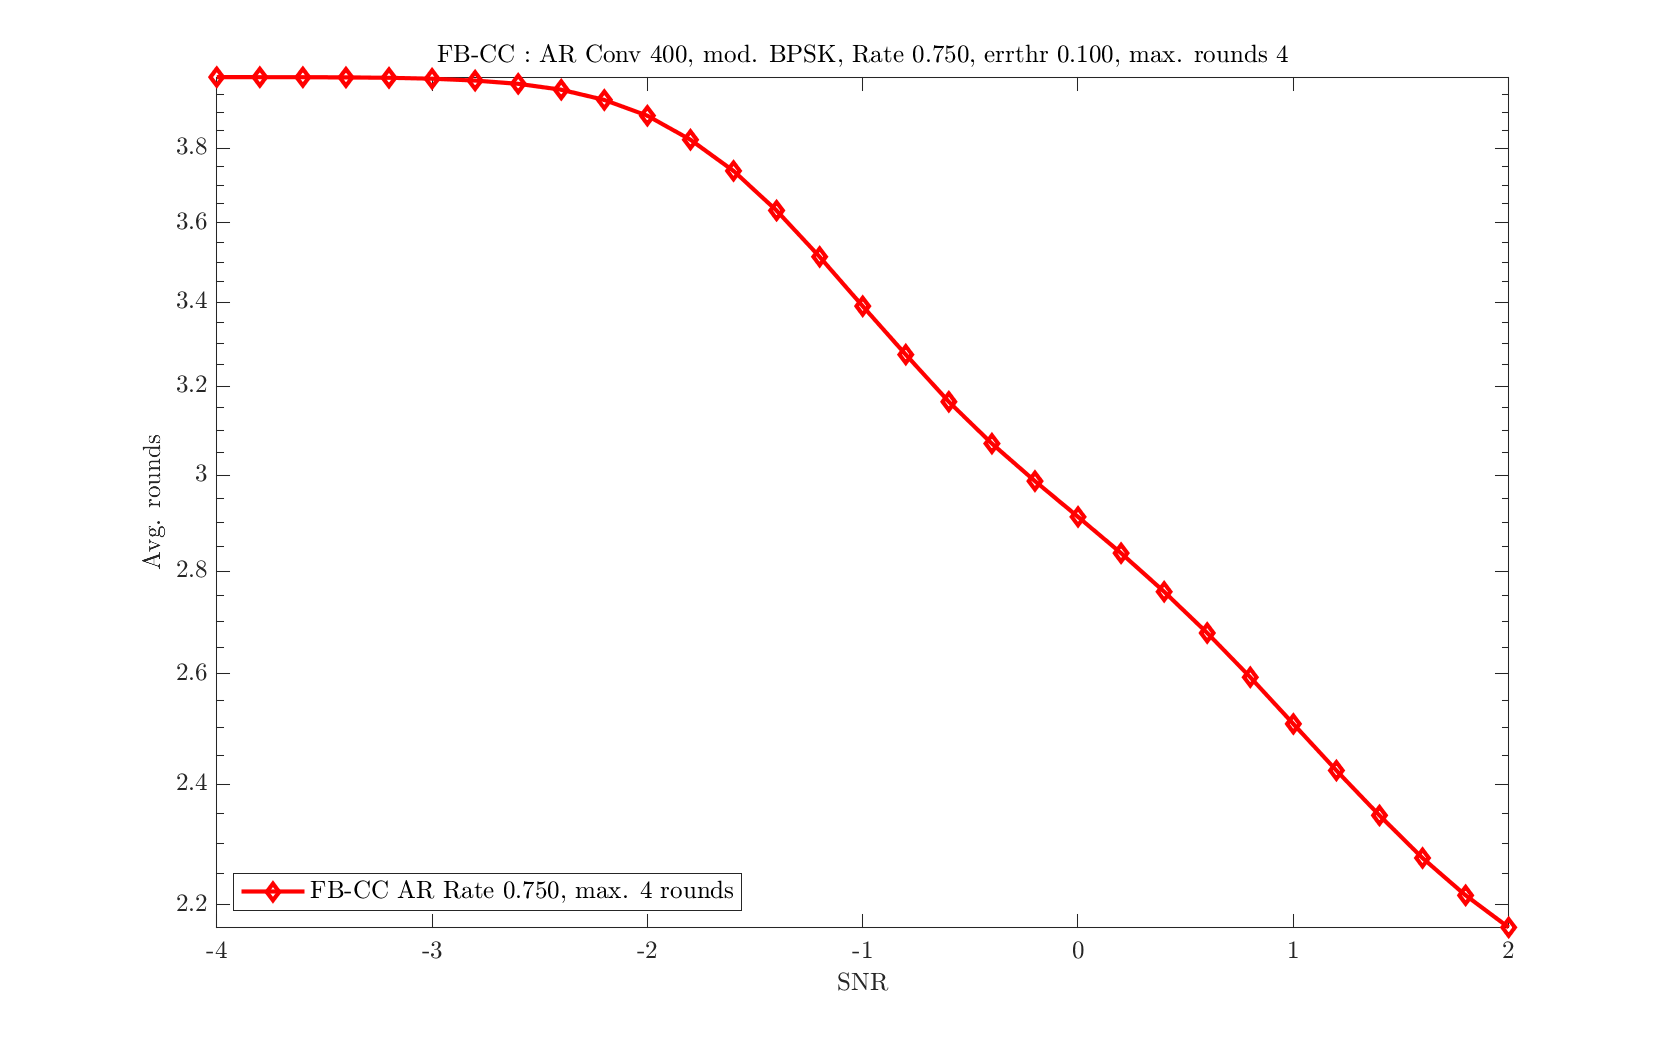 FB-CC : AR Conv 400, mod. BPSK, Rate 0.750, errthr 0.100, max. rounds 4
3.8
3.6
3.4
3.2
3
2.8
2.6
2.4
2.2
Avg. rounds
FB-CC AR Rate 0.750, max. 4 rounds
-4 -3 -2 -1 0 1 2
SNR